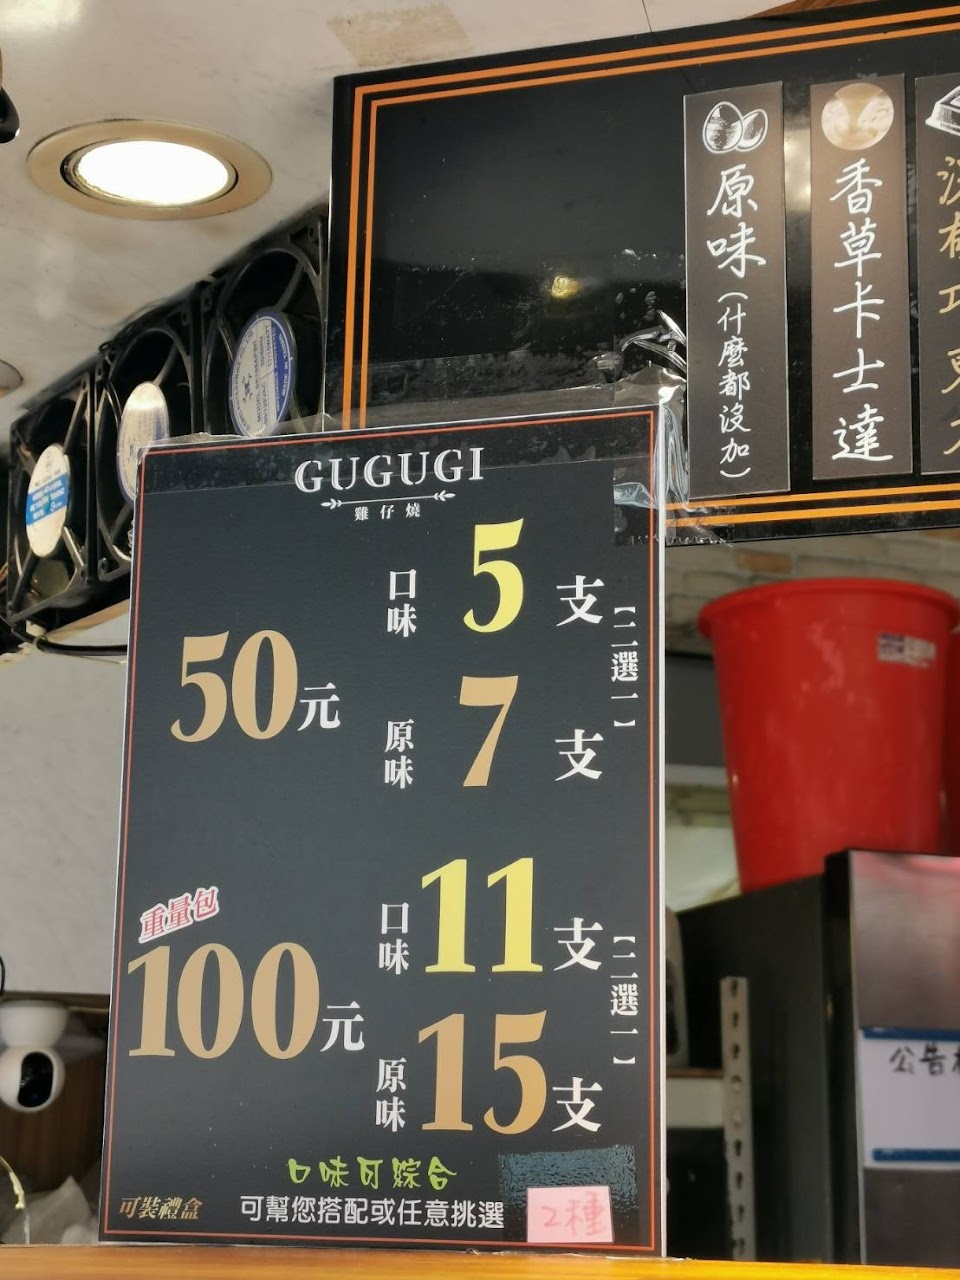 原味(什麼都沒加)
香草卡士達
GUGUGI
雞仔燒
50元
口味 5 支
原味 7 支
【二選一】
重量包
100元
口味 11 支
原味 15 支
【二選一】
口味可綜合
可裝禮盒
可幫您搭配或任意挑選
2種
公告